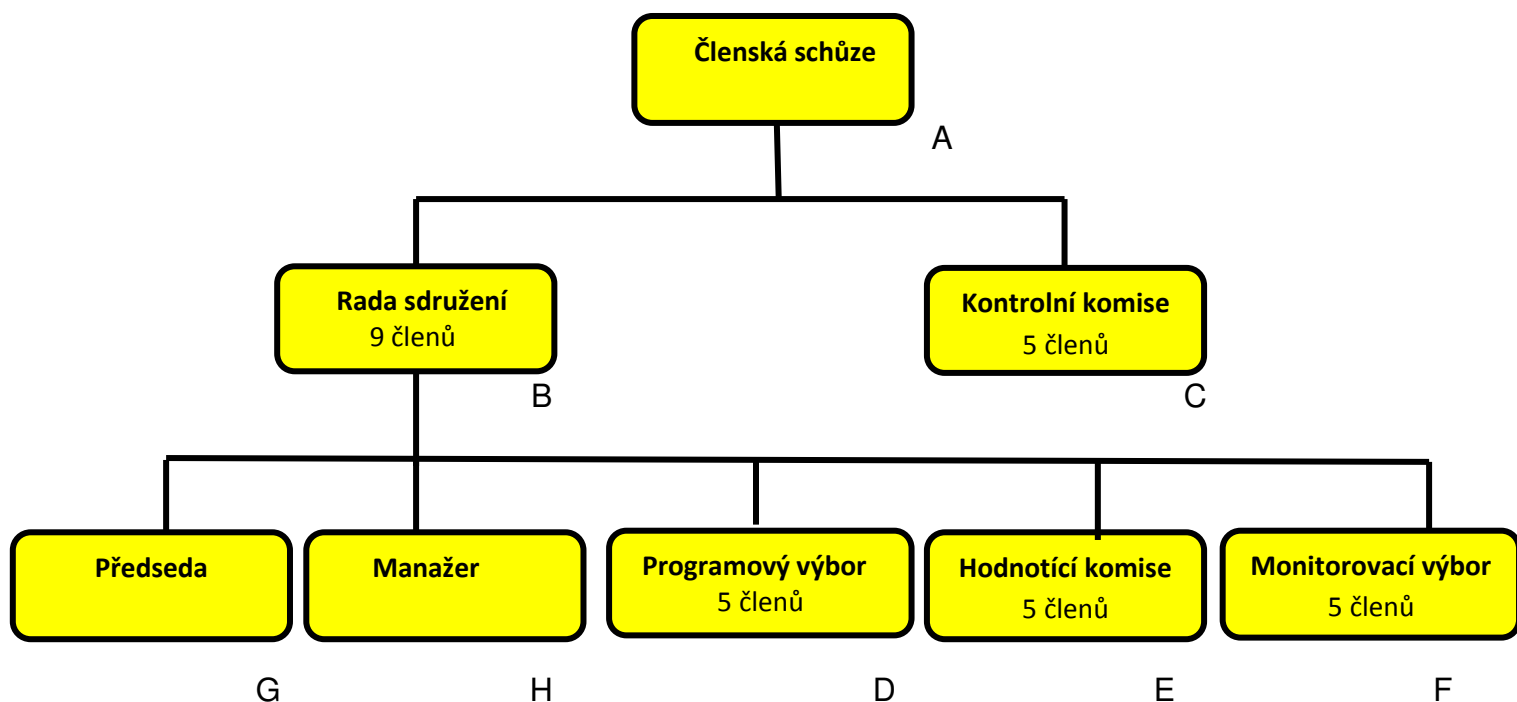 Členská schůze
A
Rada sdružení
9 členů
B
Kontrolní komise
5 členů
C
Předseda
G
Manažer
H
Programový výbor
5 členů
D
Hodnotící komise
5 členů
E
Monitorovací výbor
5 členů
F